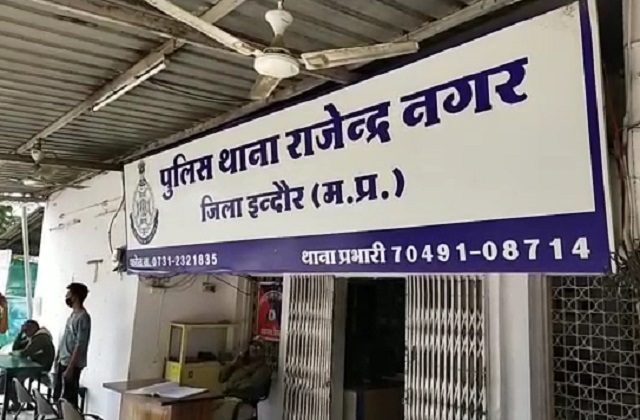 पुलिस थाना राजेन्द्र नगर
जिला इन्दौर (म.प्र.)
फोन न. 0731-2321835
थाना प्रभारी 70491-08714